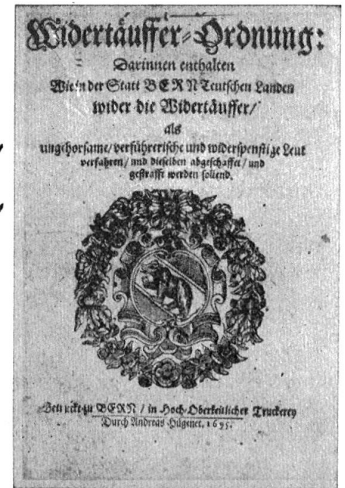 Widertäuffer-Ordnung:
Darinnen enthalten
Wie in der Statt BERN Teutschen Landen
wider die Widertäuffer/
als
ungehorsame/verführerische und widerspenstige Leut
verfahren/und dieselben abgeschaffet/und
gestrafft werden sollend.
Getruckt zu BERN/in Hoch-Oberkeitlicher Truckerey
Durch Andreas Hügenet. 1695.